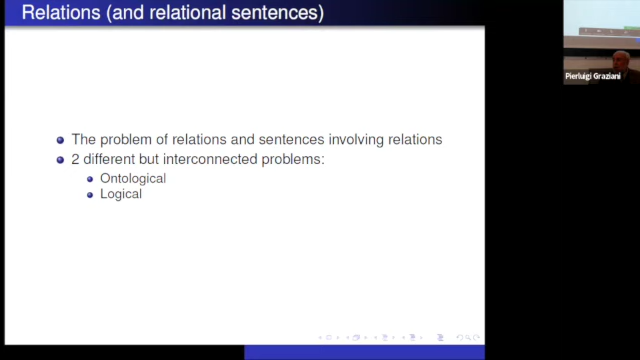 Relations (and relational sentences)
Pierluigi Graziani
The problem of relations and sentences involving relations
2 different but interconnected problems:
Ontological
Logical